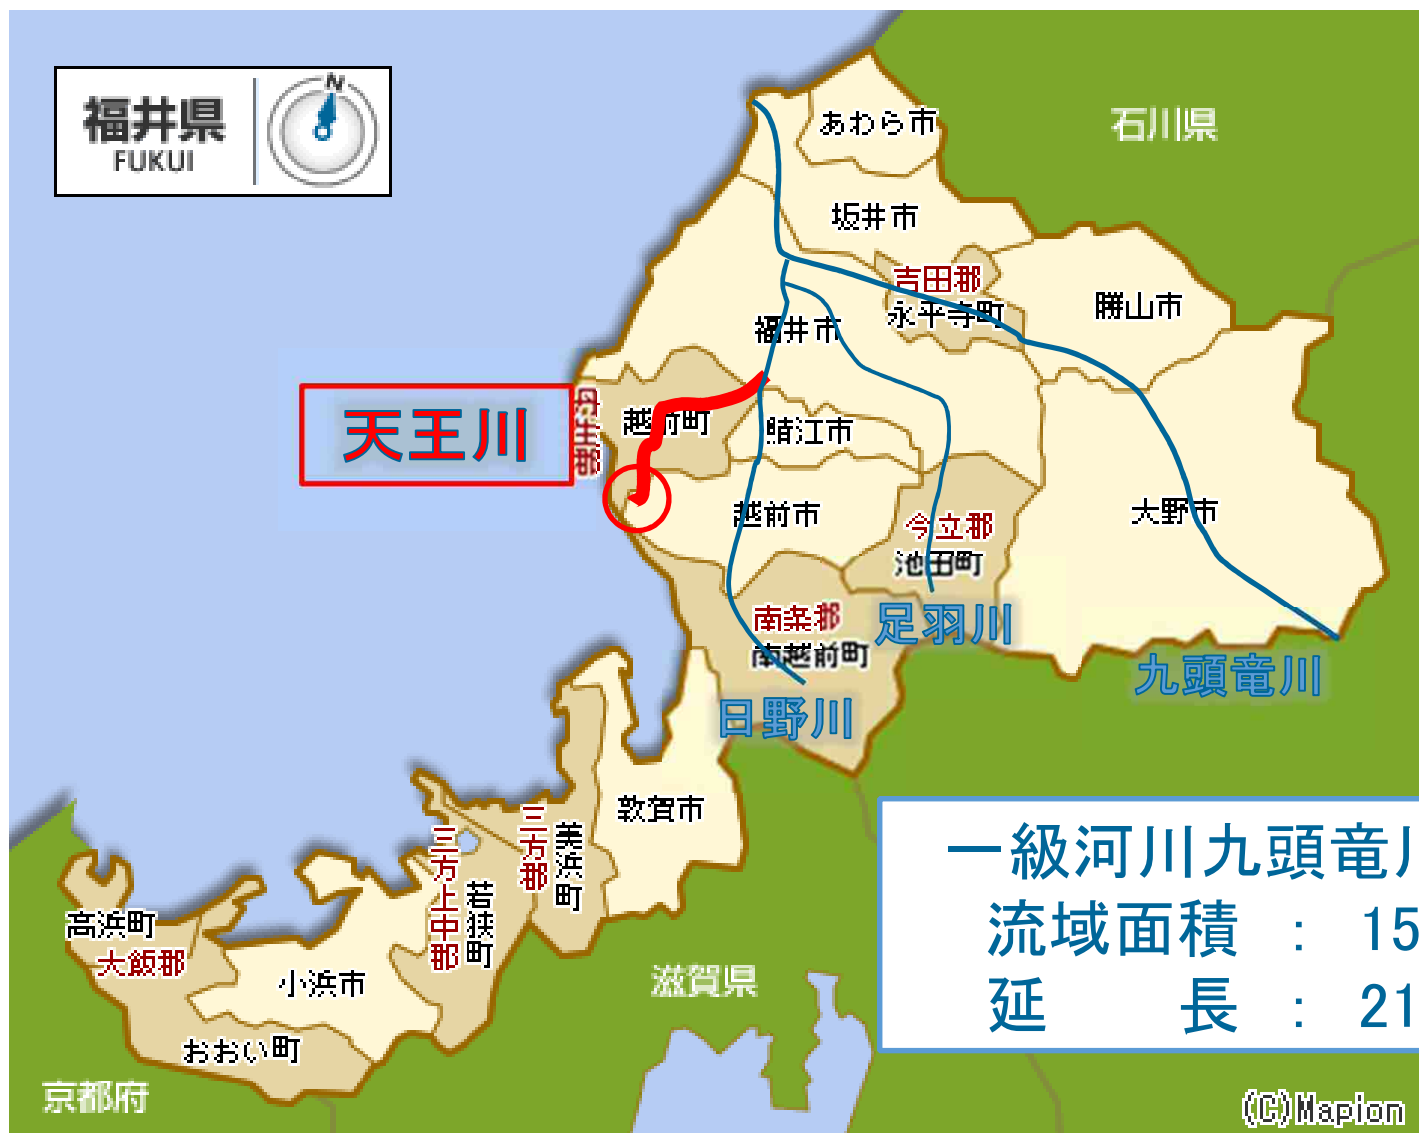 福井県
FUKUI
N
石川県
あわら市
坂井市
吉田郡
永平寺町
勝山市
福井市
天王川
丹生郡
越前町
鯖江市
越前市
大野市
今立郡
池田町
足羽川
南条郡
南越前町
九頭竜川
日野川
敦賀市
三方郡
美浜町
三方上中郡
若狭町
高浜町
大飯郡
小浜市
おおい町
滋賀県
京都府
一級河川九頭竜川
流域面積 : 15
延 長 : 21
(C)Mapion